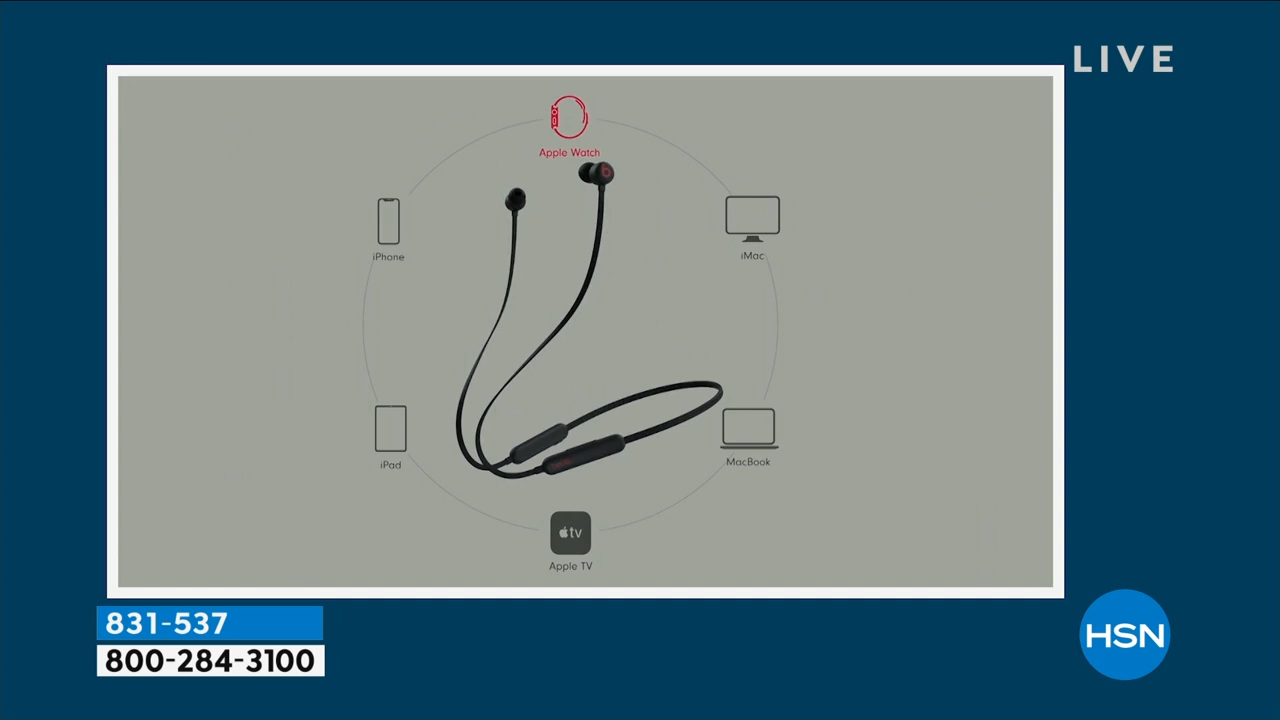 LIVE
Apple Watch
iPhone
iMac
iPad
MacBook
tv
Apple TV
831-537
800-284-3100
HSN